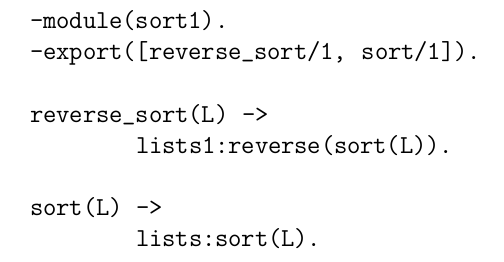 -module(sort1).
-export([reverse_sort/1, sort/1]).

reverse_sort(L) ->
        lists1:reverse(sort(L)).

sort(L) ->
        lists:sort(L).